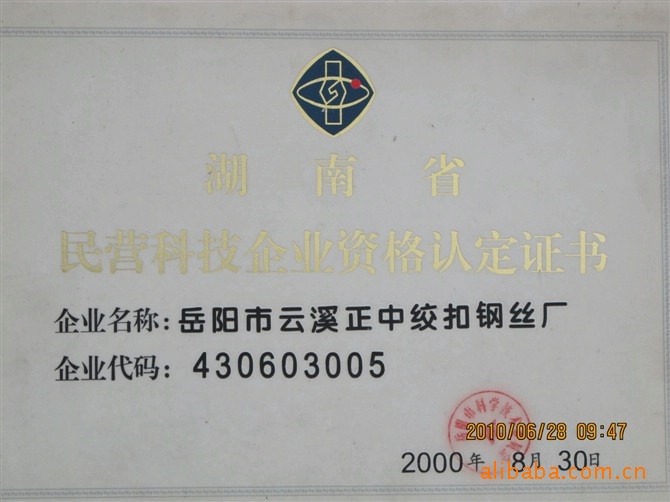 湖南省
民营科技企业资格认定证书
企业名称: 岳阳市云溪正中绞扣钢丝厂
企业代码: 430603005
2010/06/28 09:47
2000年 8月 30日
alibaba.com.cn